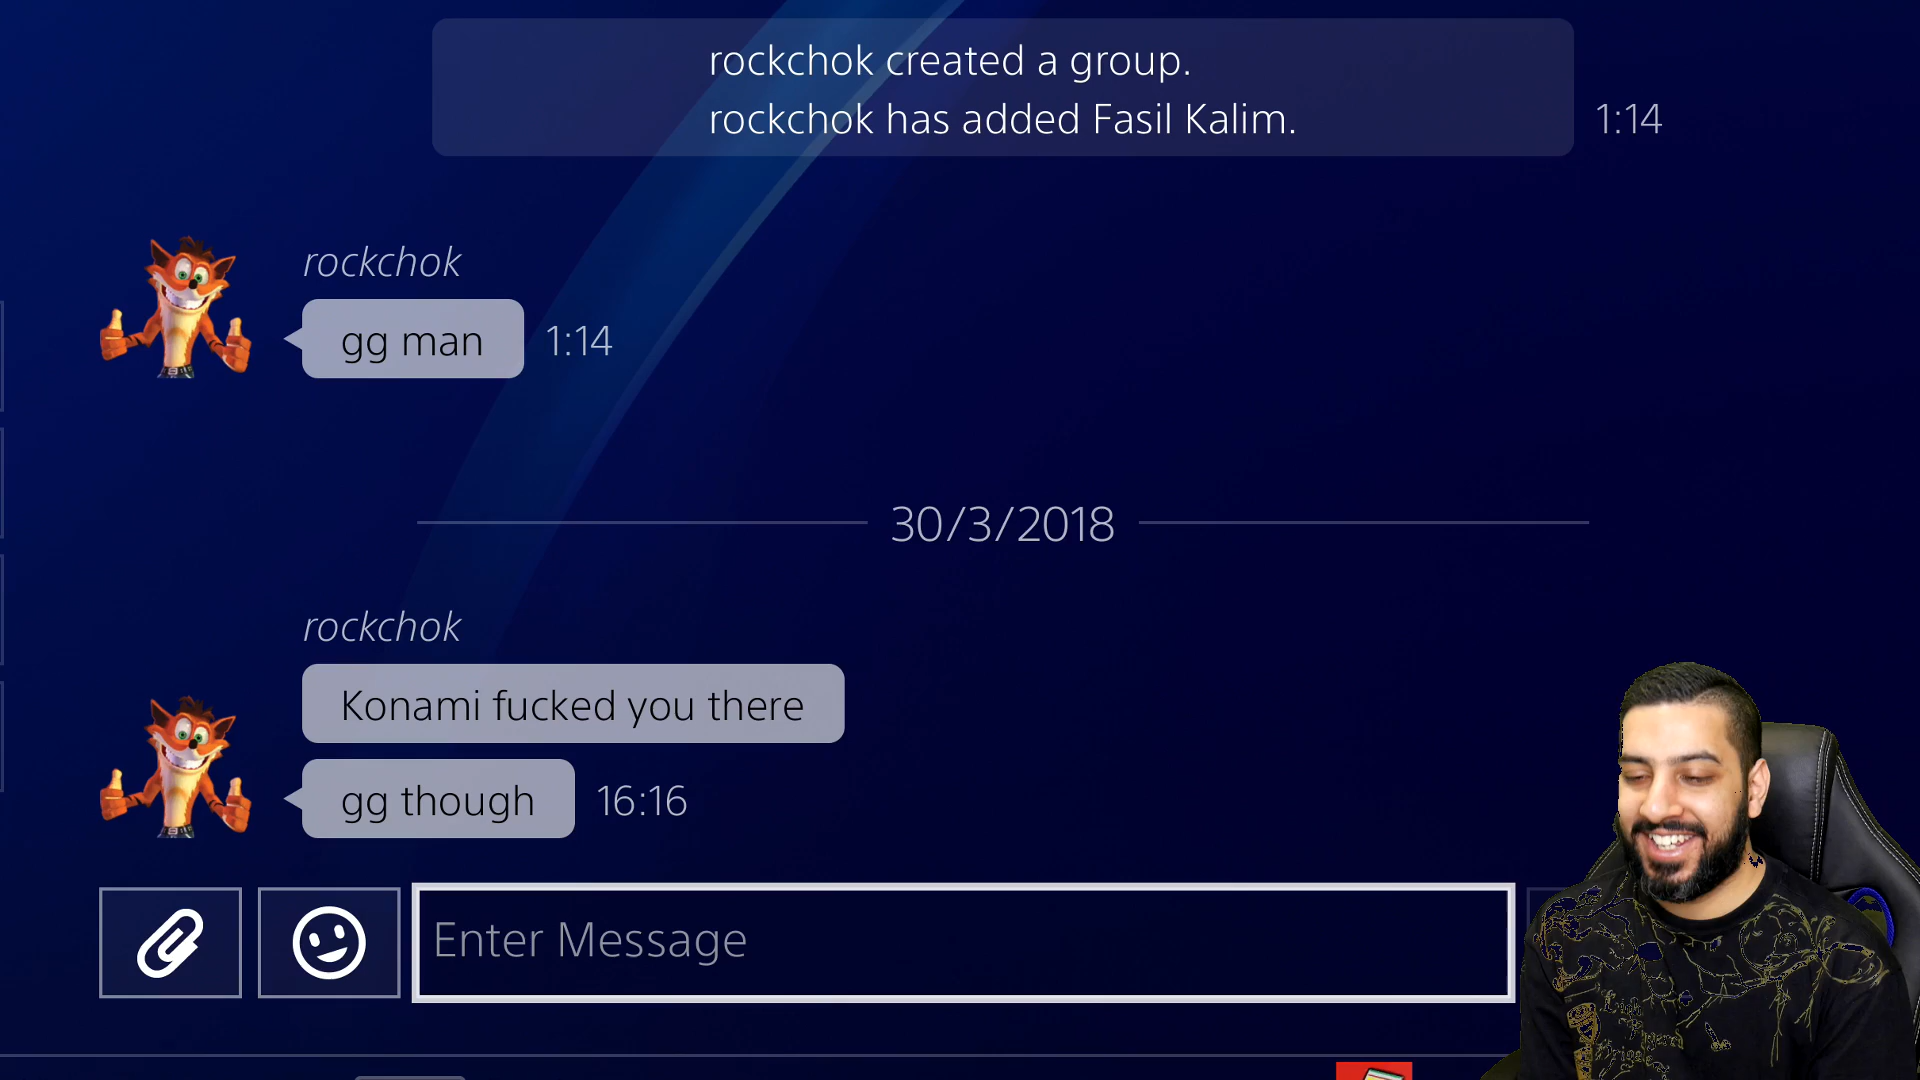 rockchok created a group.
rockchok has added Fasil Kalim.
1:14
rockchok
gg man
1:14
30/3/2018
rockchok
Konami fucked you there
gg though
16:16
Enter Message